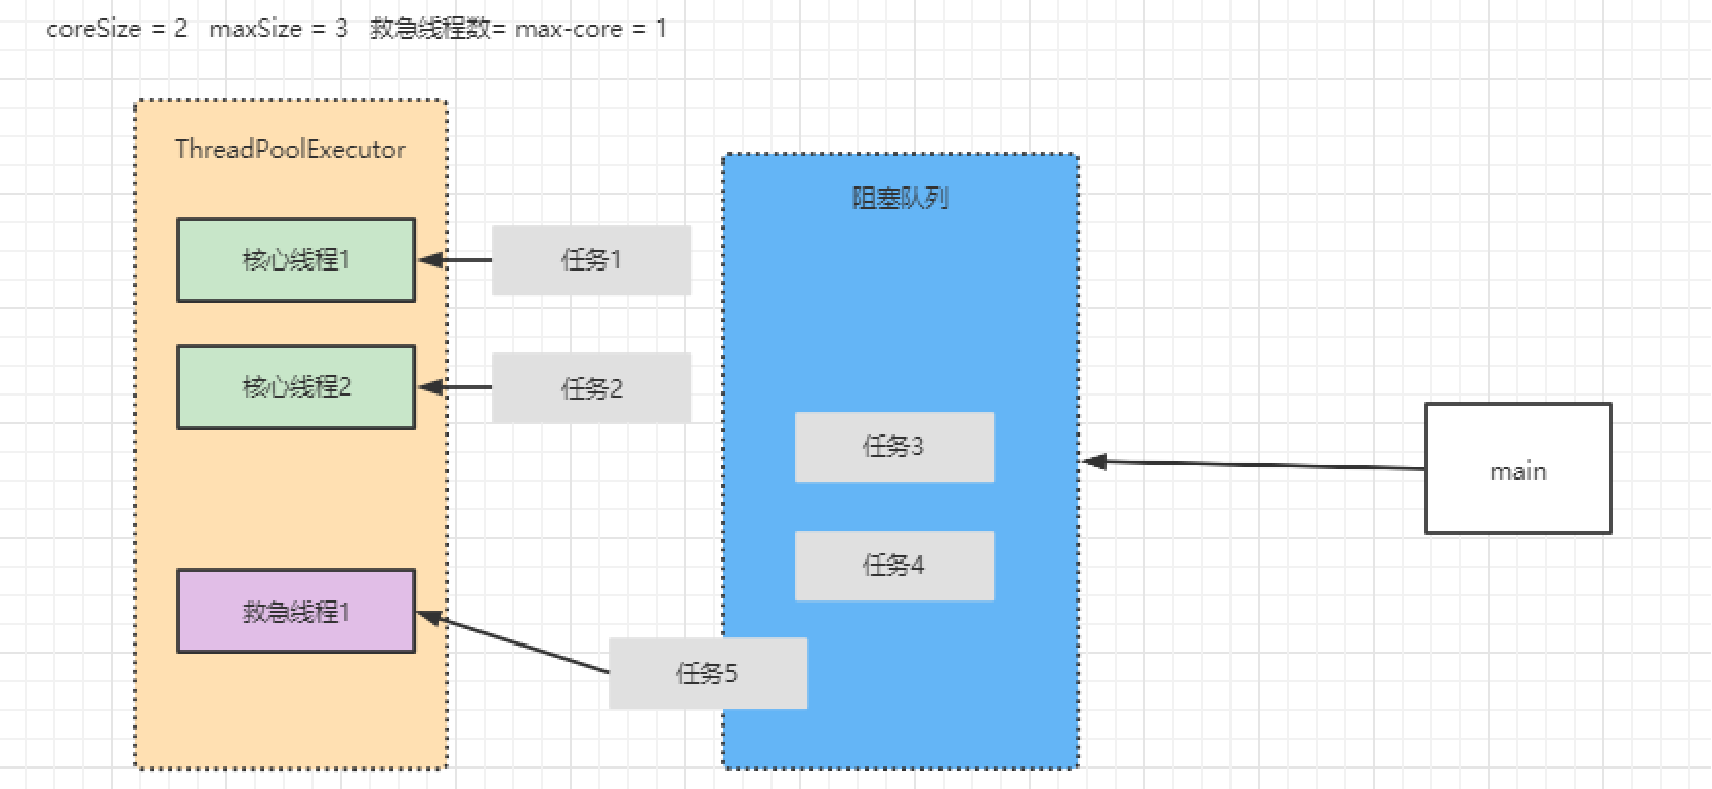 coreSize = 2   maxSize = 3   救急线程数= max-core = 1
ThreadPoolExecutor
阻塞队列
核心线程1
任务1
核心线程2
任务2
任务3
main
任务4
救急线程1
任务5